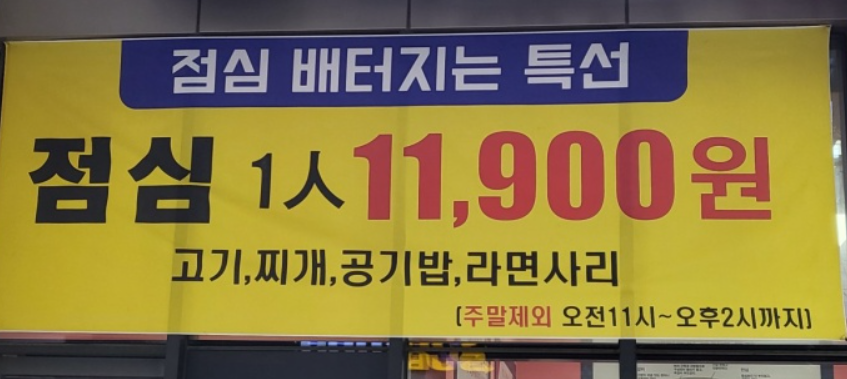 점심 배터지는 특선
점심 1人 11,900원
고기,찌개,공기밥,라면사리
(주말제외 오전11시~오후2시까지)